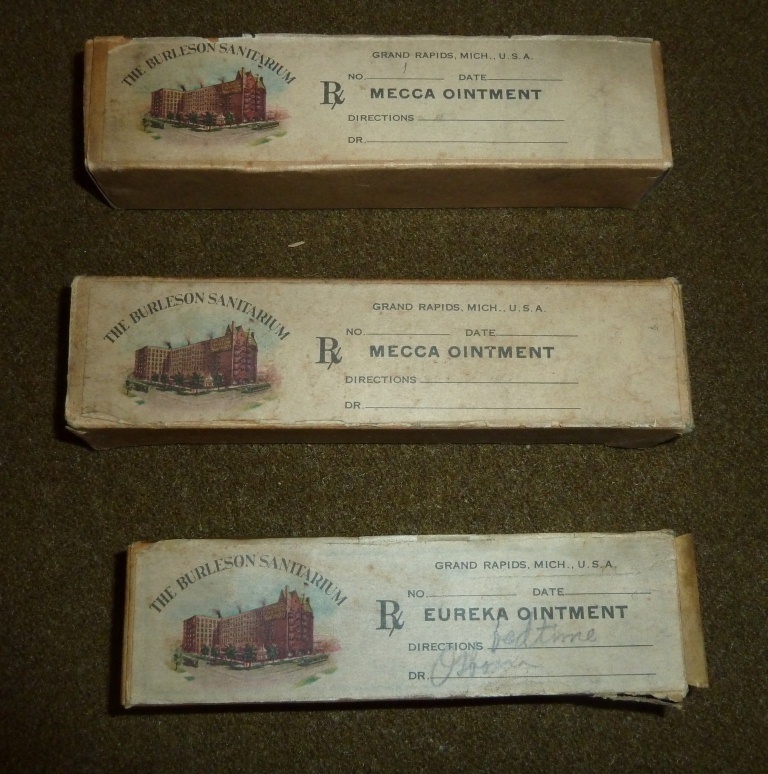 THE BURLESON SANITARIUM
GRAND RAPIDS, MICH., U.S.A.
NO. DATE
Rx MECCA OINTMENT
DIRECTIONS
DR.
THE BURLESON SANITARIUM
GRAND RAPIDS, MICH., U.S.A.
NO. DATE
Rx MECCA OINTMENT
DIRECTIONS
DR
THE BURLESON SANITARIUM
GRAND RAPIDS, MICH., U.S.A.
NO. DATE
Rx EUREKA OINTMENT
DIRECTIONS bedtime
DR.